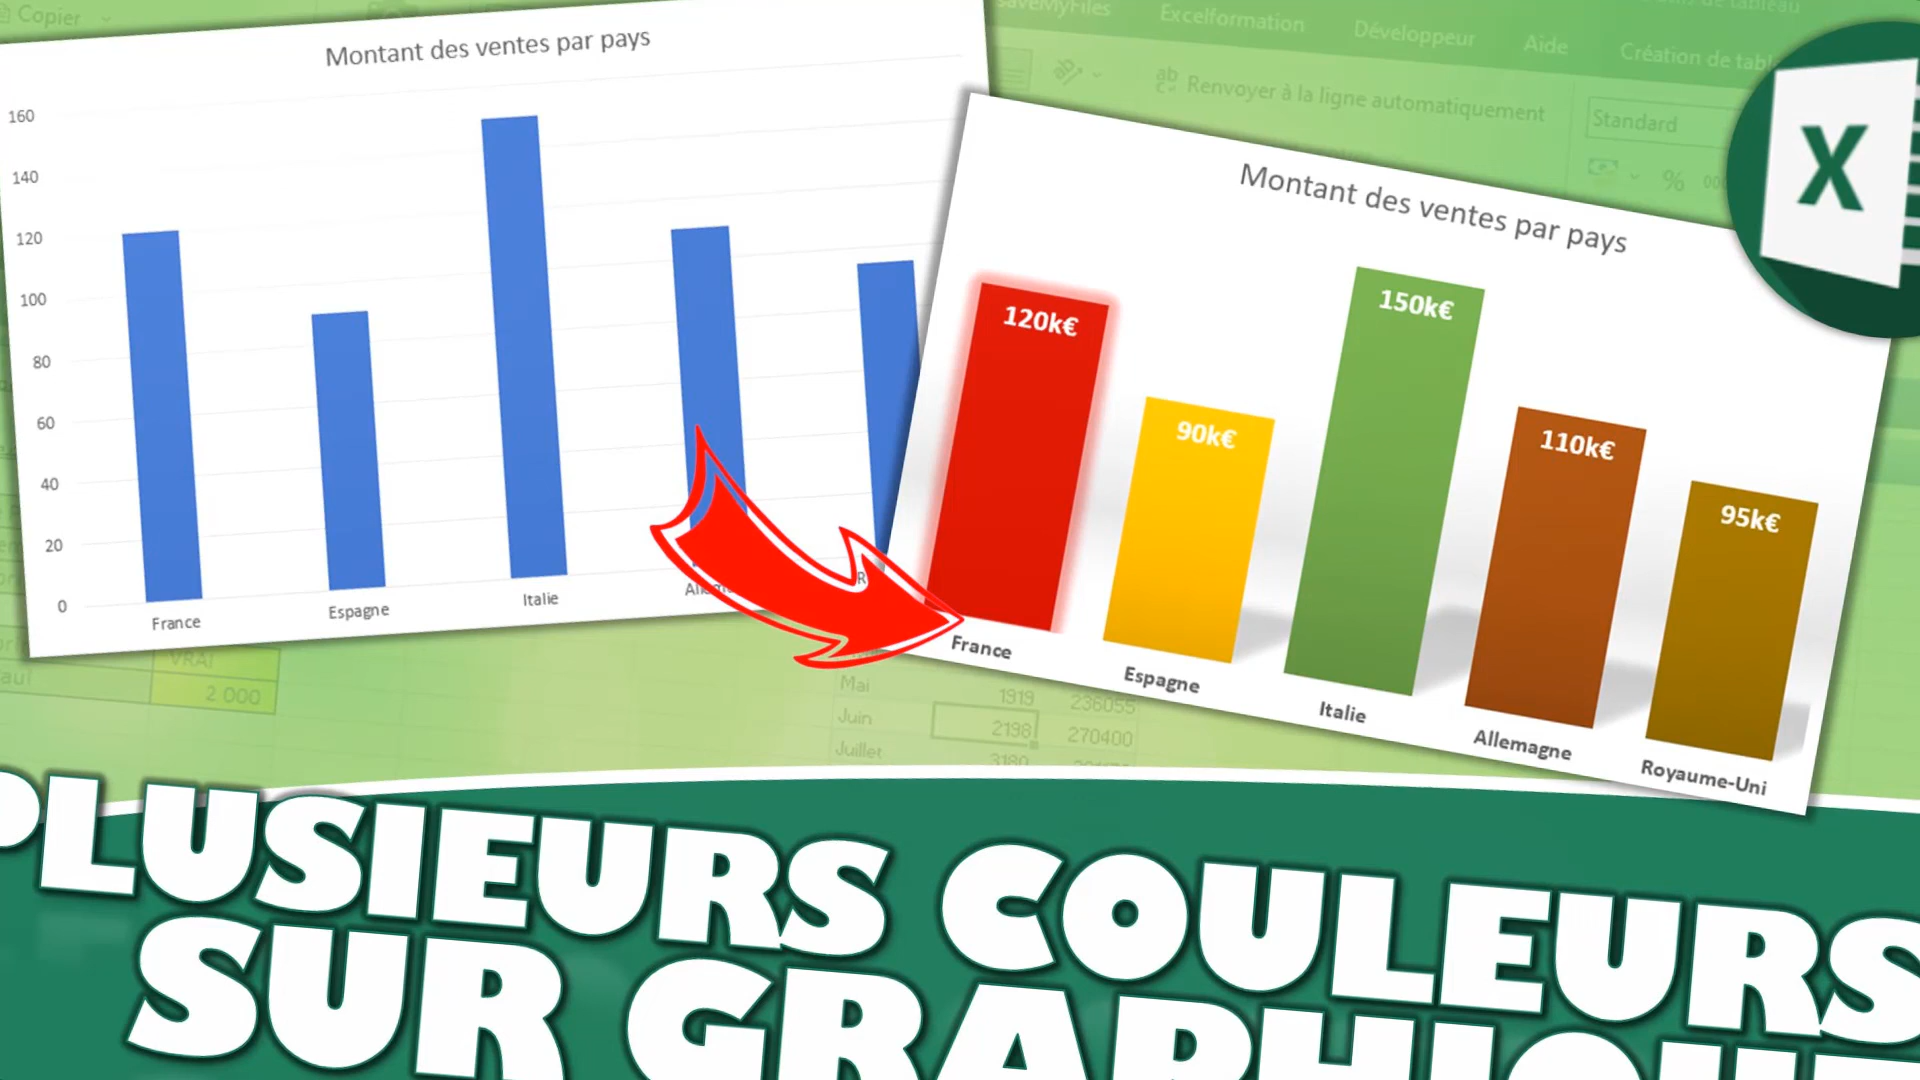 Copier
saveMyFiles
Excelformation
Développeur
Aide
Création de tabl
Renvoyer à la ligne automatiquement
Standard
%
000
X
Montant des ventes par pays
160
140
120
100
80
60
40
20
0
France
Espagne
Italie
Montant des ventes par pays
120k€
90k€
150k€
110k€
95k€
France
Espagne
Italie
Allemagne
Royaume-Uni
VRAI
2 000
Mai 1919 236055
Juin 2198 270400
Juillet 3180
PLUSIEURS COULEURS
SUR GRAPHIQUE